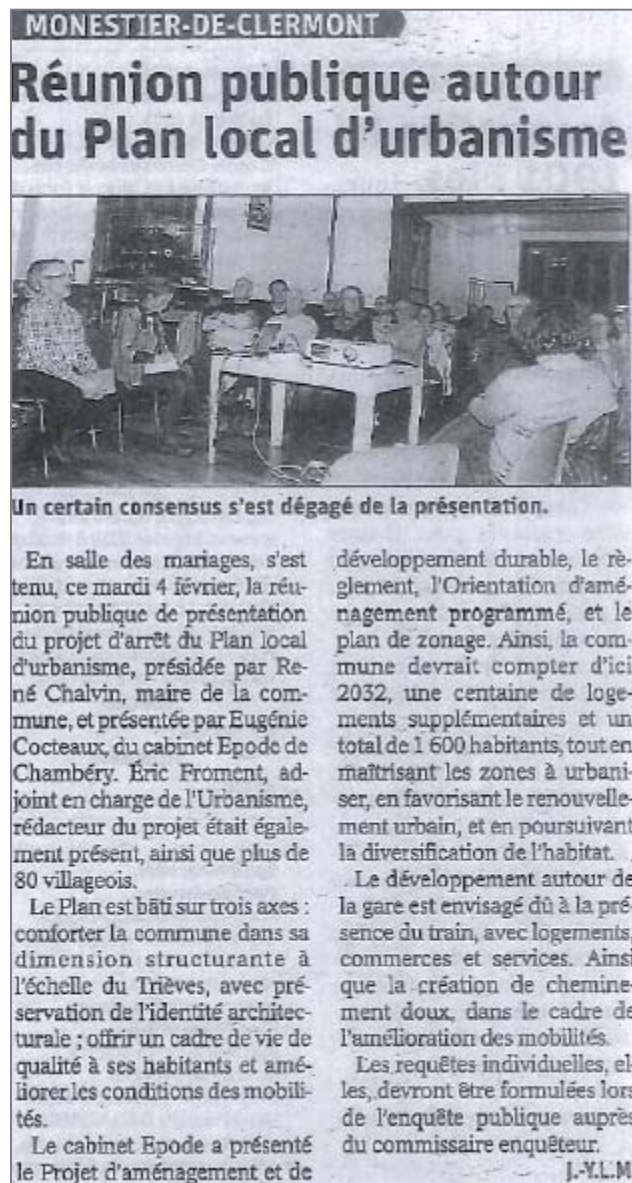 MONESTIER-DE-CLERMONT
Réunion publique autour
du Plan local d'urbanisme
Un certain consensus s'est dégagé de la présentation.
En salle des mariages, s'est
tenu, ce mardi 4 février, la réu-
nion publique de présentation
du projet d'arrêt du Plan local
d'urbanisme, présidée par Re-
né Chalvin, maire de la com-
mune, et présentée par Eugénie
Cocteaux, du cabinet Epode de
Chambéry. Éric Froment, ad-
joint en charge de l'Urbanisme,
rédacteur du projet était égale-
ment présent, ainsi que plus de
80 villageois.
Le Plan est bâti sur trois axes :
conforter la commune dans sa
dimension structurante à
l'échelle du Trièves, avec pré-
servation de l'identité architec-
turale ; offrir un cadre de vie de
qualité à ses habitants et amé-
liorer les conditions des mobili-
tés.
Le cabinet Epode a présenté
le Projet d'aménagement et de
développement durable, le rè-
glement, l'Orientation d'amé-
nagement programmé, et le
plan de zonage. Ainsi, la com-
mune devrait compter d'ici
2032, une centaine de loge-
ments supplémentaires et un
total de 1 600 habitants, tout en
maîtrisant les zones à urbani-
ser, en favorisant le renouvelle-
ment urbain, et en poursuivant
la diversification de l'habitat.
Le développement autour de
la gare est envisagé dû à la pré-
sence du train, avec logements,
commerces et services. Ainsi
que la création de chemine-
ment doux, dans le cadre de
l'amélioration des mobilités.
Les requêtes individuelles, el-
les, devront être formulées lors
de l'enquête publique auprès
du commissaire enquêteur.
J.-Y.L.M